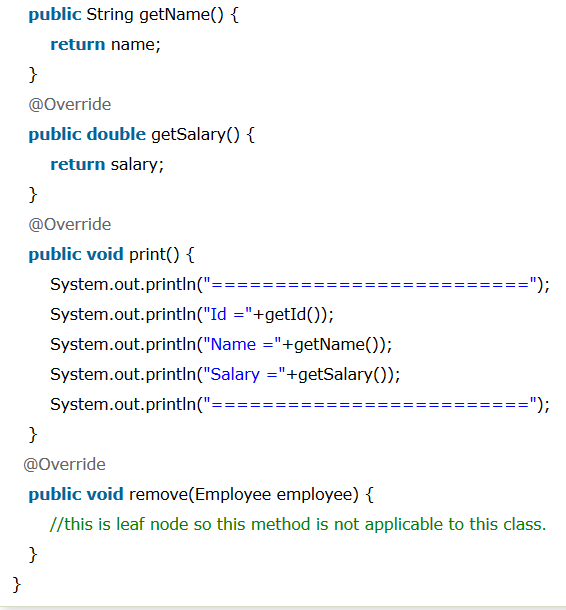 public String getName() {
return name;
}
@Override
public double getSalary() {
return salary;
}
@Override
public void print() {
System.out.println("=========================");
System.out.println("Id ="+getId());
System.out.println("Name ="+getName());
System.out.println("Salary ="+getSalary());
System.out.println("=========================");
}
@Override
public void remove(Employee employee) {
//this is leaf node so this method is not applicable to this class.
}
}